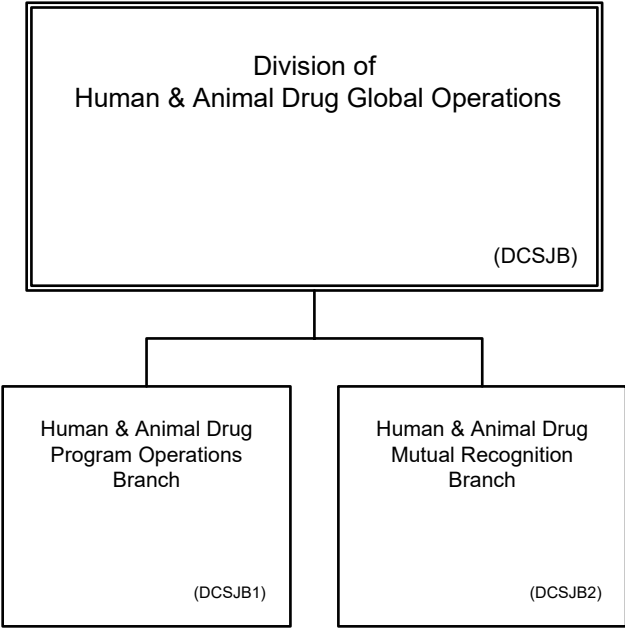 Division of
Human & Animal Drug Global Operations
(DCSJB)
Human & Animal Drug
Program Operations
Branch
(DCSJB1)
Human & Animal Drug
Mutual Recognition
Branch
(DCSJB2)